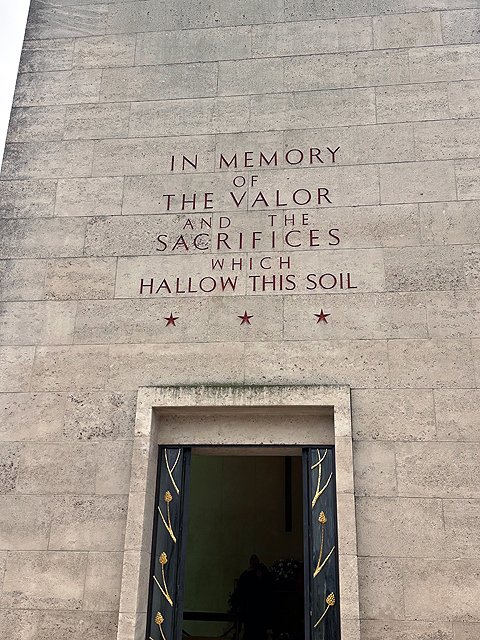 IN MEMORY
OF
THE VALOR
AND THE
SACRIFICES
WHICH
HALLOW THIS SOIL